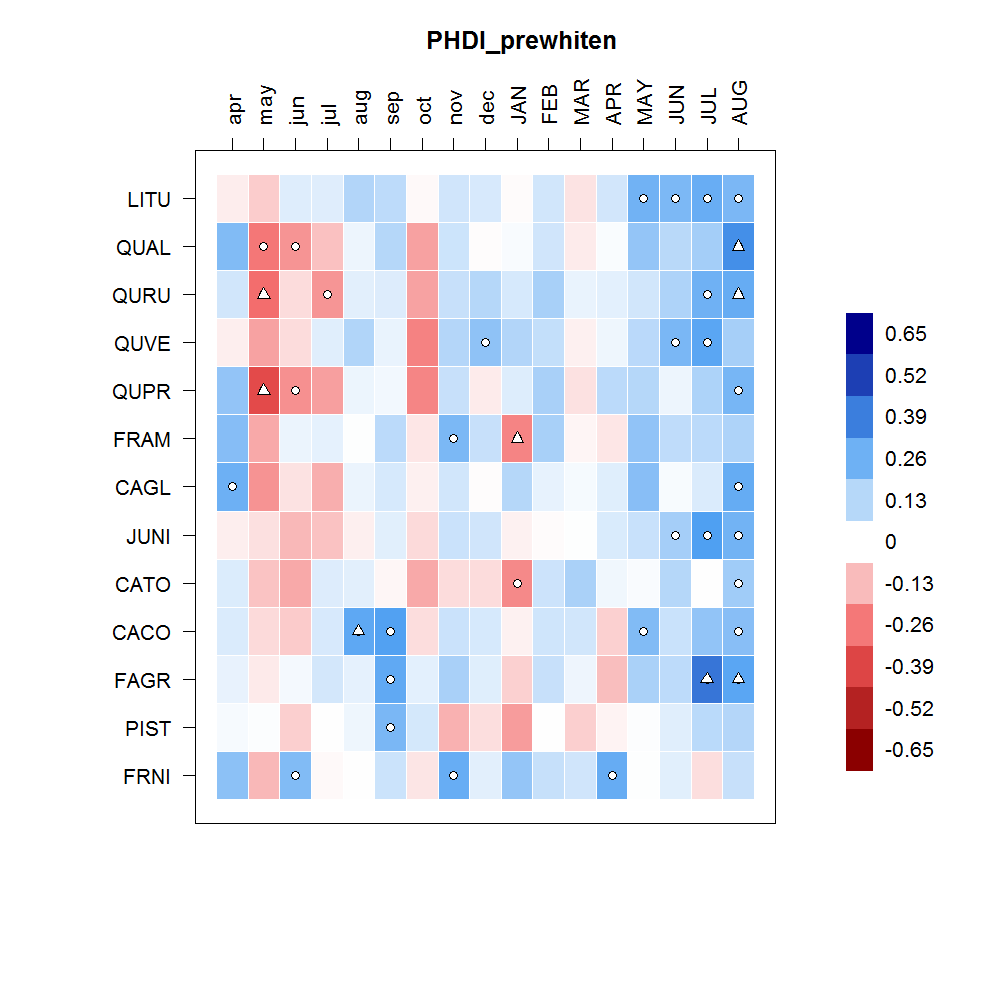 PHDI_prewhiten
apr may jun jul aug sep oct nov dec JAN FEB MAR APR MAY JUN JUL AUG
LITU
QUAL
QURU
QUVE
QUPR
FRAM
CAGL
JUNI
CATO
CACO
FAGR
PIST
FRNI
0.65
0.52
0.39
0.26
0.13
0
-0.13
-0.26
-0.39
-0.52
-0.65